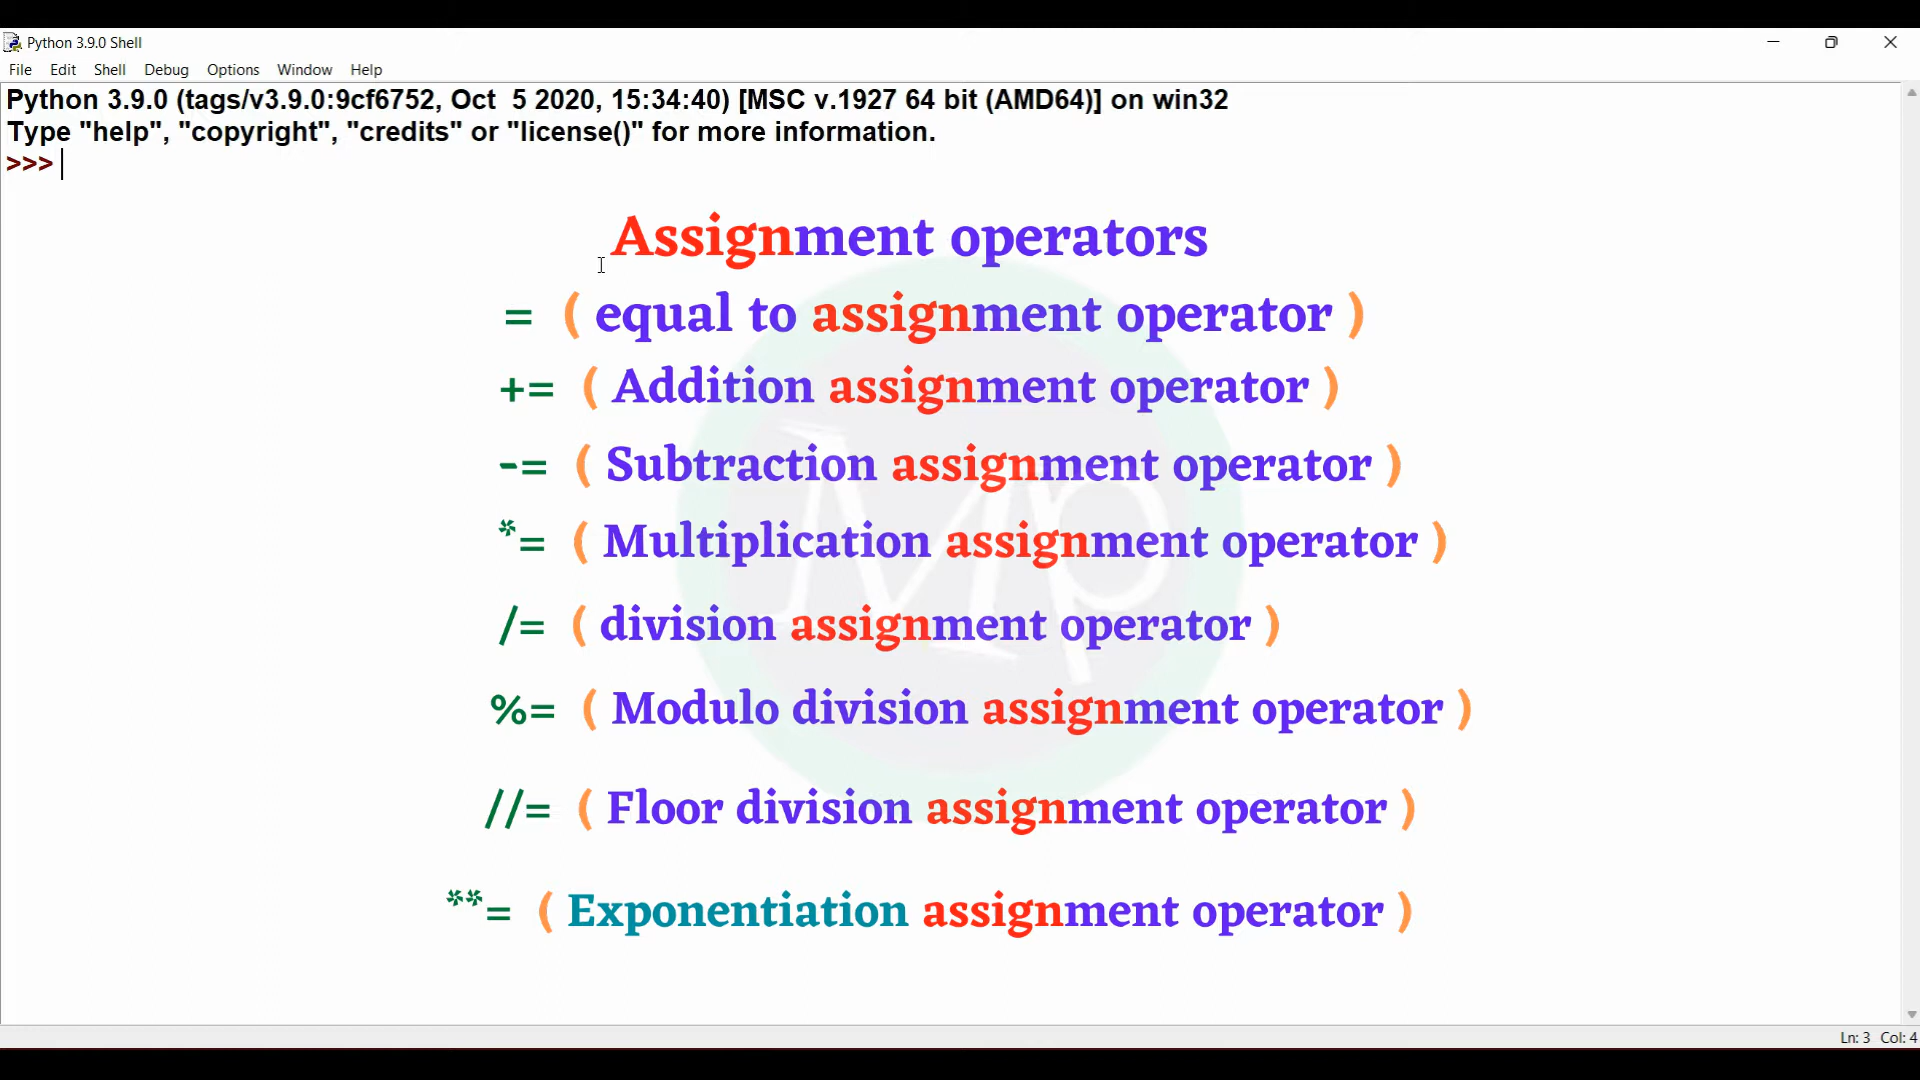 Python 3.9.0 Shell
File Edit Shell Debug Options Window Help
Python 3.9.0 (tags/v3.9.0:9cf6752, Oct  5 2020, 15:34:40) [MSC v.1927 64 bit (AMD64)] on win32
Type "help", "copyright", "credits" or "license()" for more information.
>>>
Assignment operators
= ( equal to assignment operator )
+= ( Addition assignment operator )
-= ( Subtraction assignment operator )
*= ( Multiplication assignment operator )
/= ( division assignment operator )
%= ( Modulo division assignment operator )
//= ( Floor division assignment operator )
**= ( Exponentiation assignment operator )
Mp
Ln: 3 Col: 4